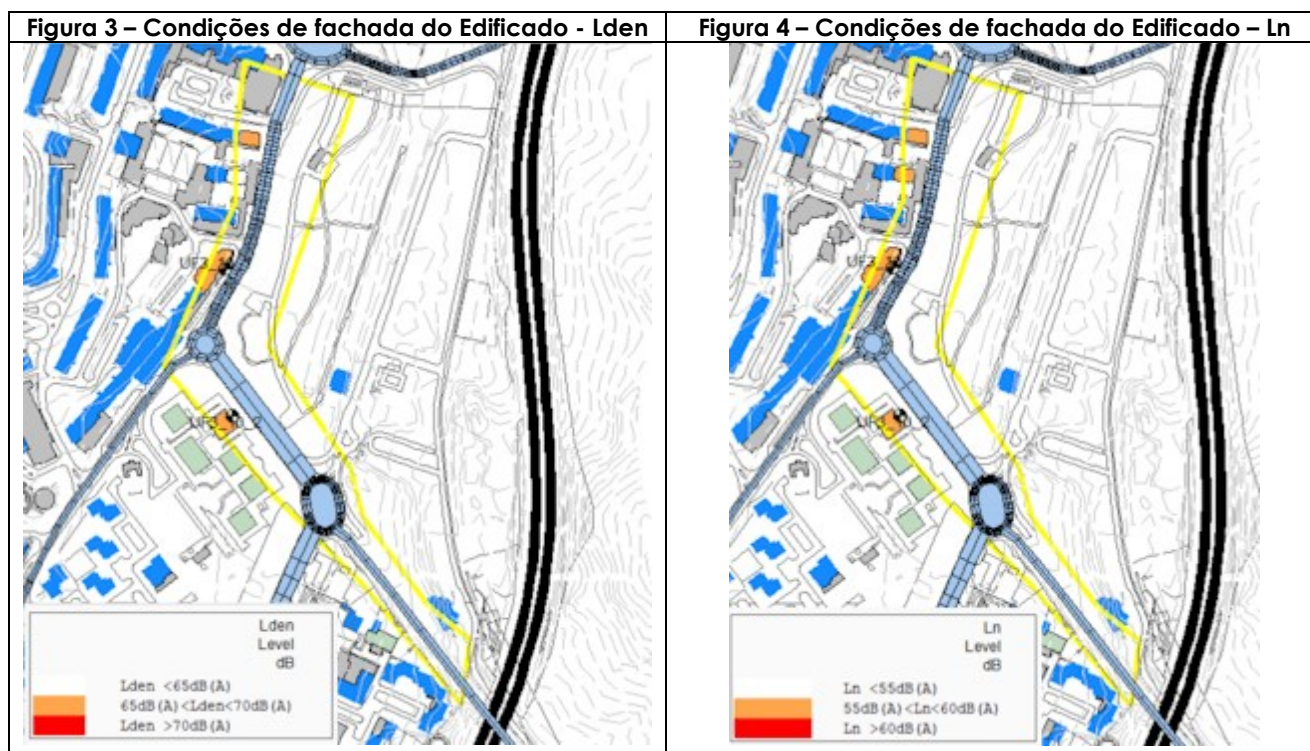 Figura 3 – Condições de fachada do Edificado - Lden
Figura 4 – Condições de fachada do Edificado – Ln
Lden
Level
dB
Lden <65dB(A)
65dB(A)<Lden<70dB(A)
Lden >70dB(A)
Ln
Level
dB
Ln <55dB(A)
55dB(A)<Ln<60dB(A)
Ln >60dB(A)